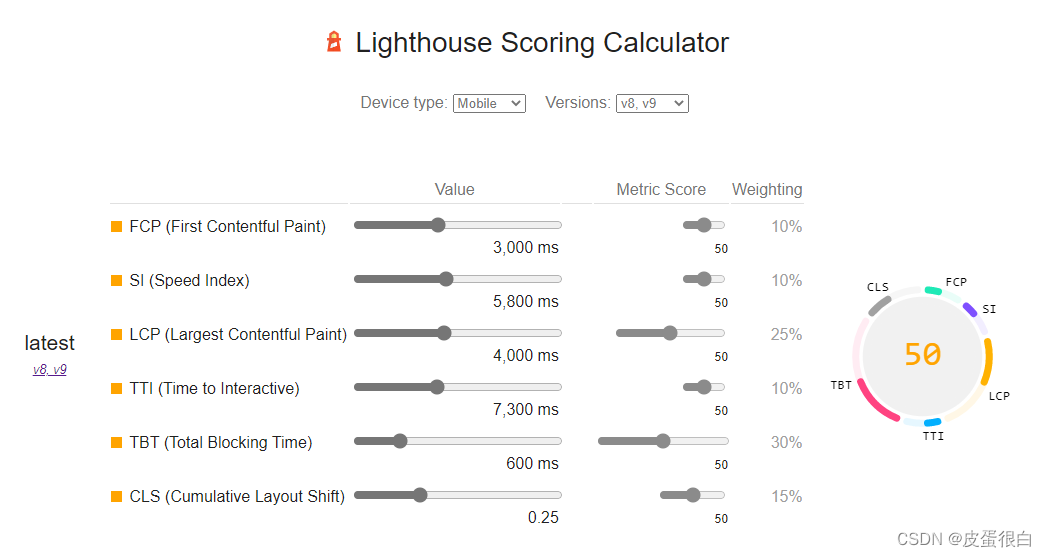 Lighthouse Scoring Calculator
Device type: Mobile Versions: v8, v9
Value Metric Score Weighting
FCP (First Contentful Paint) 10%
3,000 ms 50
SI (Speed Index) 10%
5,800 ms 50
LCP (Largest Contentful Paint) 25%
4,000 ms 50
TTI (Time to Interactive) 10%
7,300 ms 50
TBT (Total Blocking Time) 30%
600 ms 50
CLS (Cumulative Layout Shift) 15%
0.25 50
latest
v8, v9
FCP
SI
LCP
TTI
TBT
CLS
50
CSDN @皮蛋很白